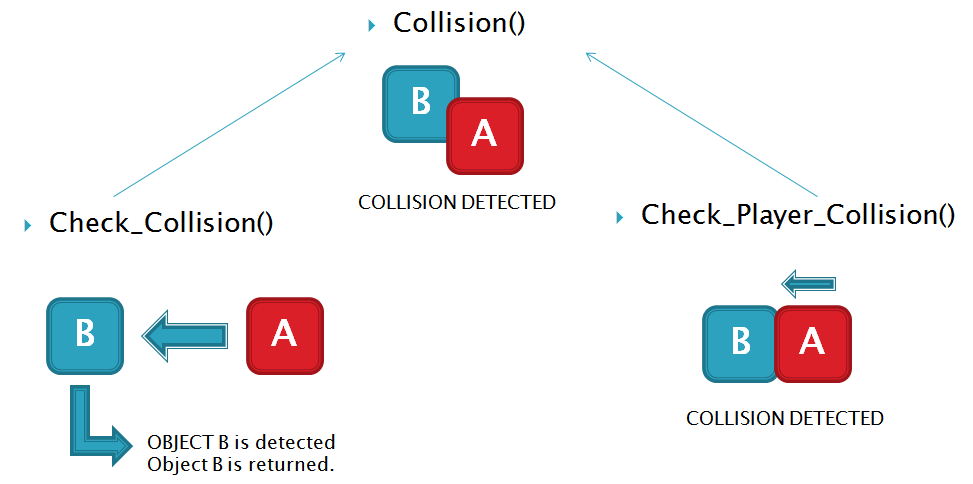 Collision()
B
A
COLLISION DETECTED
Check_Collision()
B
A
OBJECT B is detected
Object B is returned.
Check_Player_Collision()
B
A
COLLISION DETECTED